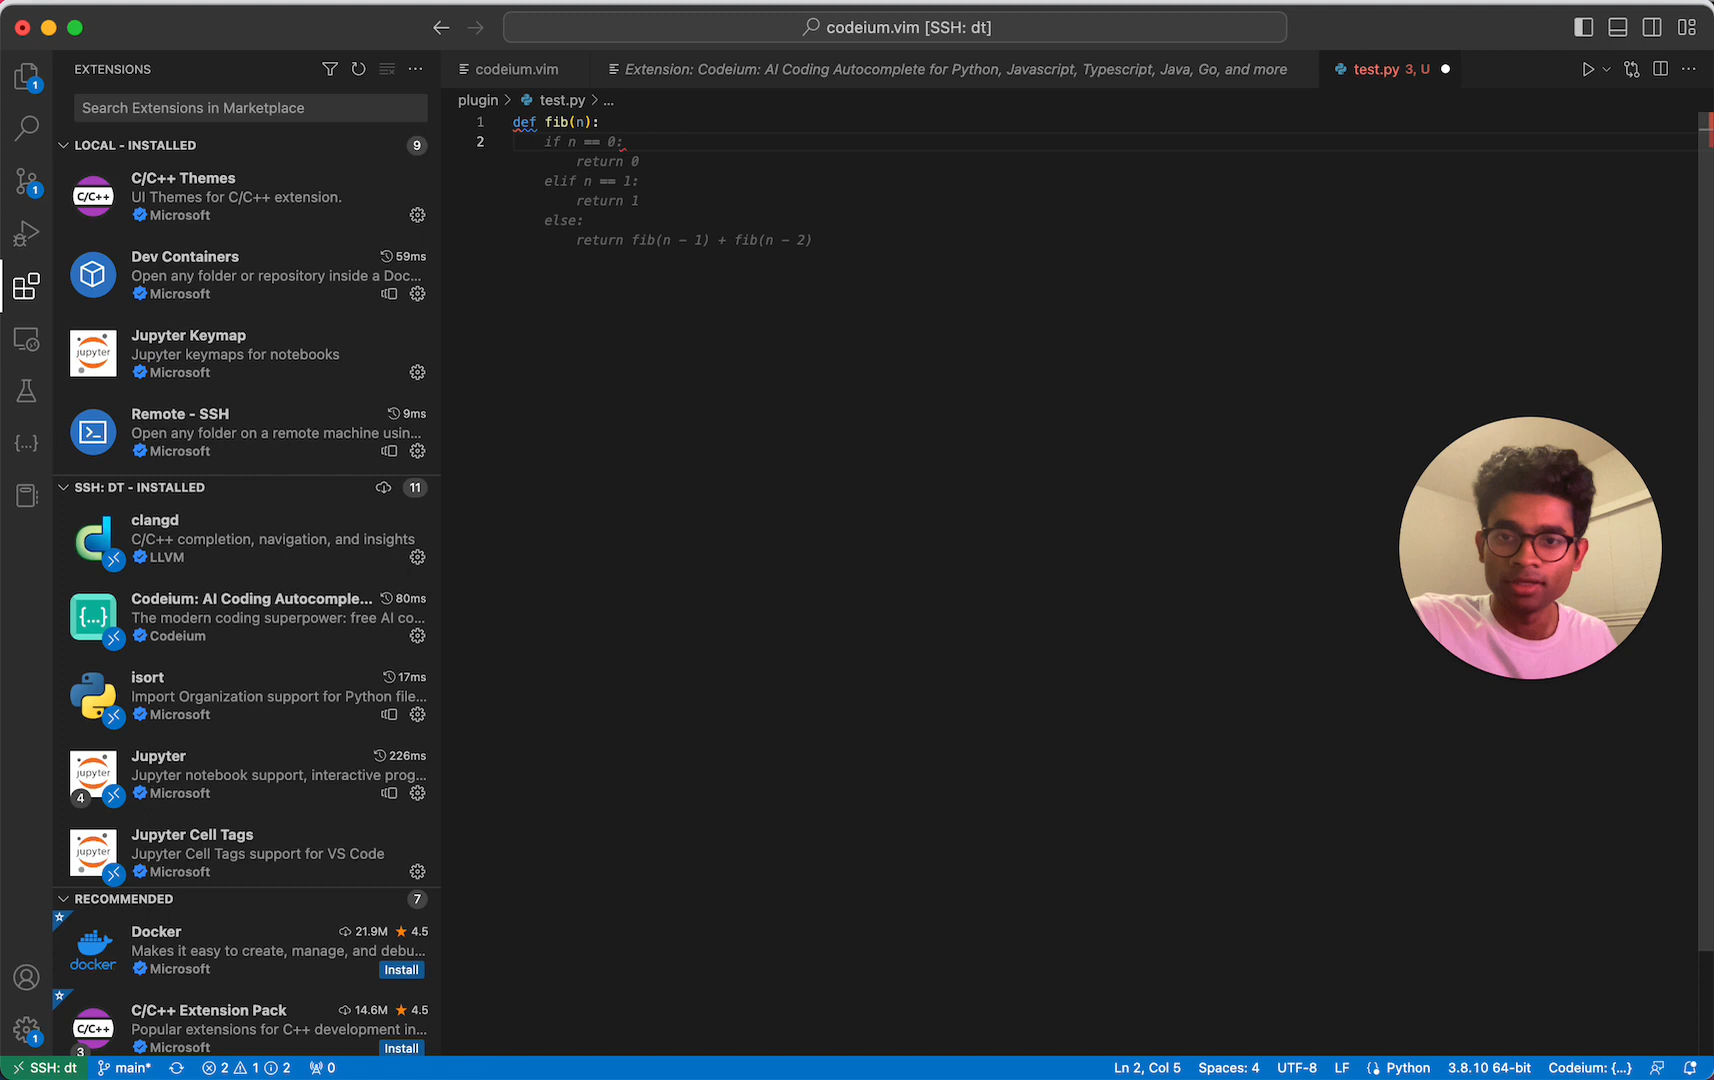 codeium.vim [SSH: dt]
EXTENSIONS
codeium.vim
Extension: Codeium: AI Coding Autocomplete for Python, Javascript, Typescript, Java, Go, and more
test.py 3, U
Search Extensions in Marketplace
plugin > test.py > ...
1 def fib(n):
2 if n == 0:
return 0
elif n == 1:
return 1
else:
return fib(n - 1) + fib(n - 2)
1
1
1
LOCAL - INSTALLED 9
C/C++
C/C++ Themes
UI Themes for C/C++ extension.
Microsoft
Dev Containers 59ms
Open any folder or repository inside a Doc...
Microsoft
jupyter
Jupyter Keymap
Jupyter keymaps for notebooks
Microsoft
Remote - SSH 9ms
Open any folder on a remote machine usin...
Microsoft
SSH: DT - INSTALLED 11
clangd
C/C++ completion, navigation, and insights
LLVM
{...}
Codeium: AI Coding Autocomple... 80ms
The modern coding superpower: free AI co...
Codeium
isort 17ms
Import Organization support for Python file...
Microsoft
jupyter
4
Jupyter 226ms
Jupyter notebook support, interactive prog...
Microsoft
jupyter
Jupyter Cell Tags
Jupyter Cell Tags support for VS Code
Microsoft
RECOMMENDED 7
docker
Docker 21.9M 4.5
Makes it easy to create, manage, and debu...
Microsoft Install
C/C++
3
C/C++ Extension Pack 14.6M 4.5
Popular extensions for C++ development in...
Microsoft Install
SSH: dt main* 2 1 2 0
Ln 2, Col 5 Spaces: 4 UTF-8 LF Python 3.8.10 64-bit Codeium: {...}